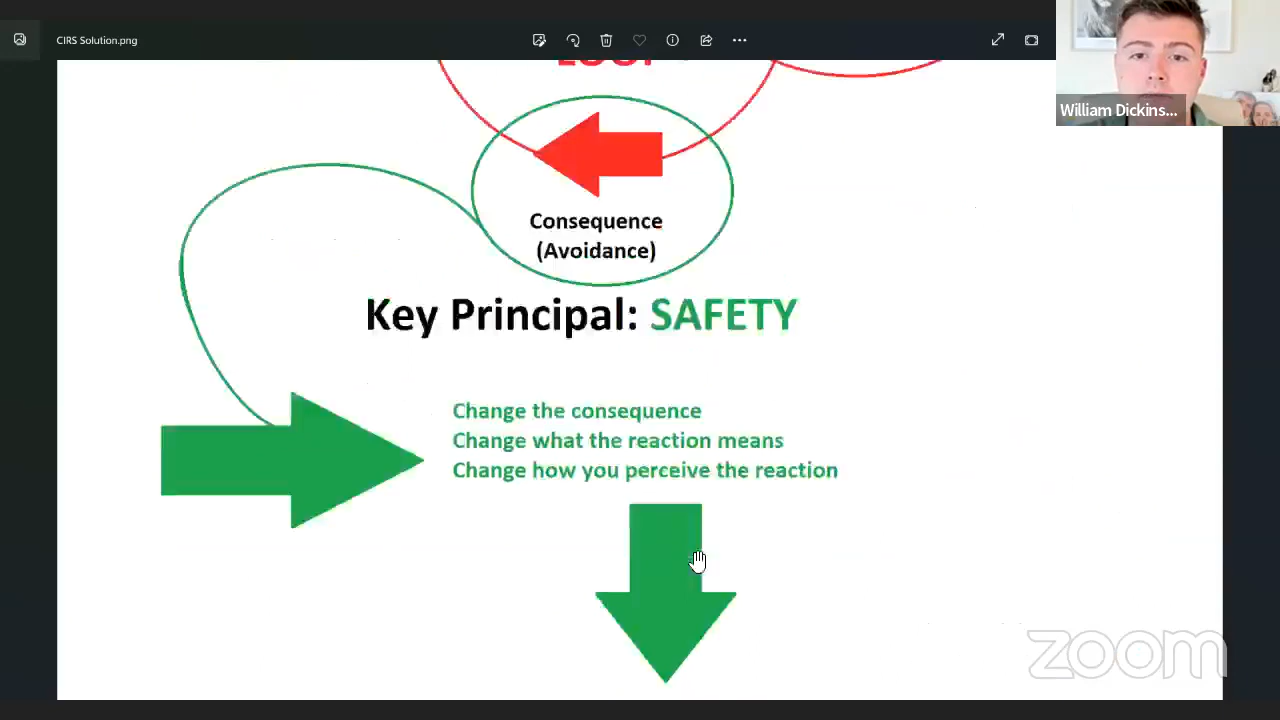 CIRS Solution.png
LOOP
William Dickins...
Consequence
(Avoidance)
Key Principal: SAFETY
Change the consequence
Change what the reaction means
Change how you perceive the reaction
zoom